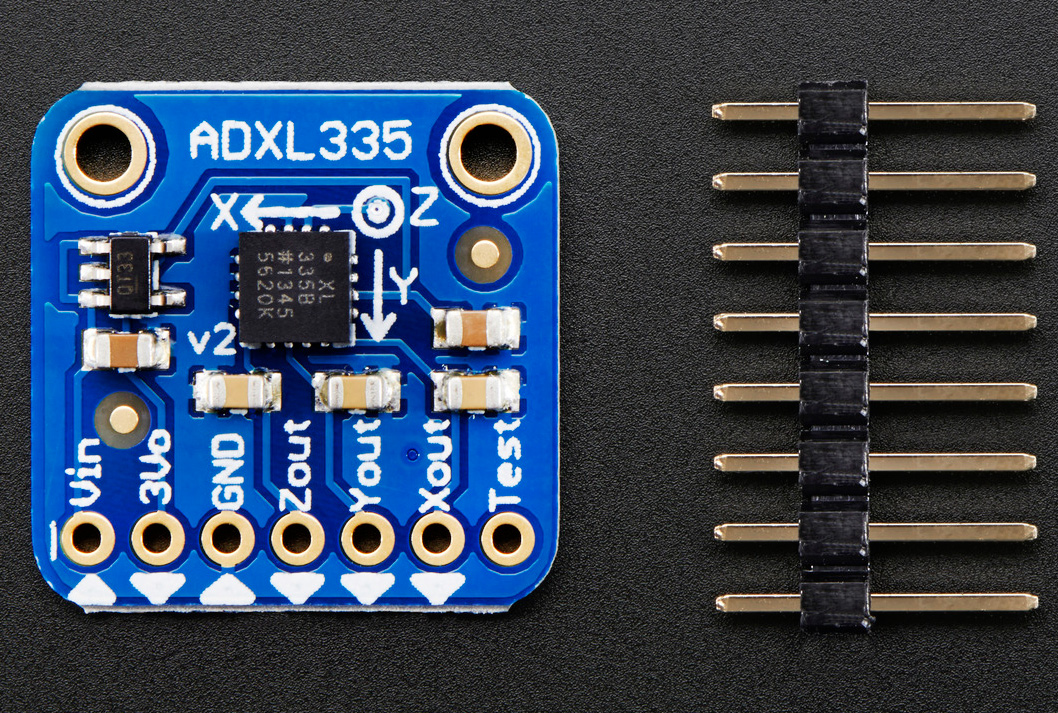 ADXL335
X Z
Y
XL
335B
#1345
5620K
v2
Vin
3Vo
GND
Zout
Yout
Xout
Test